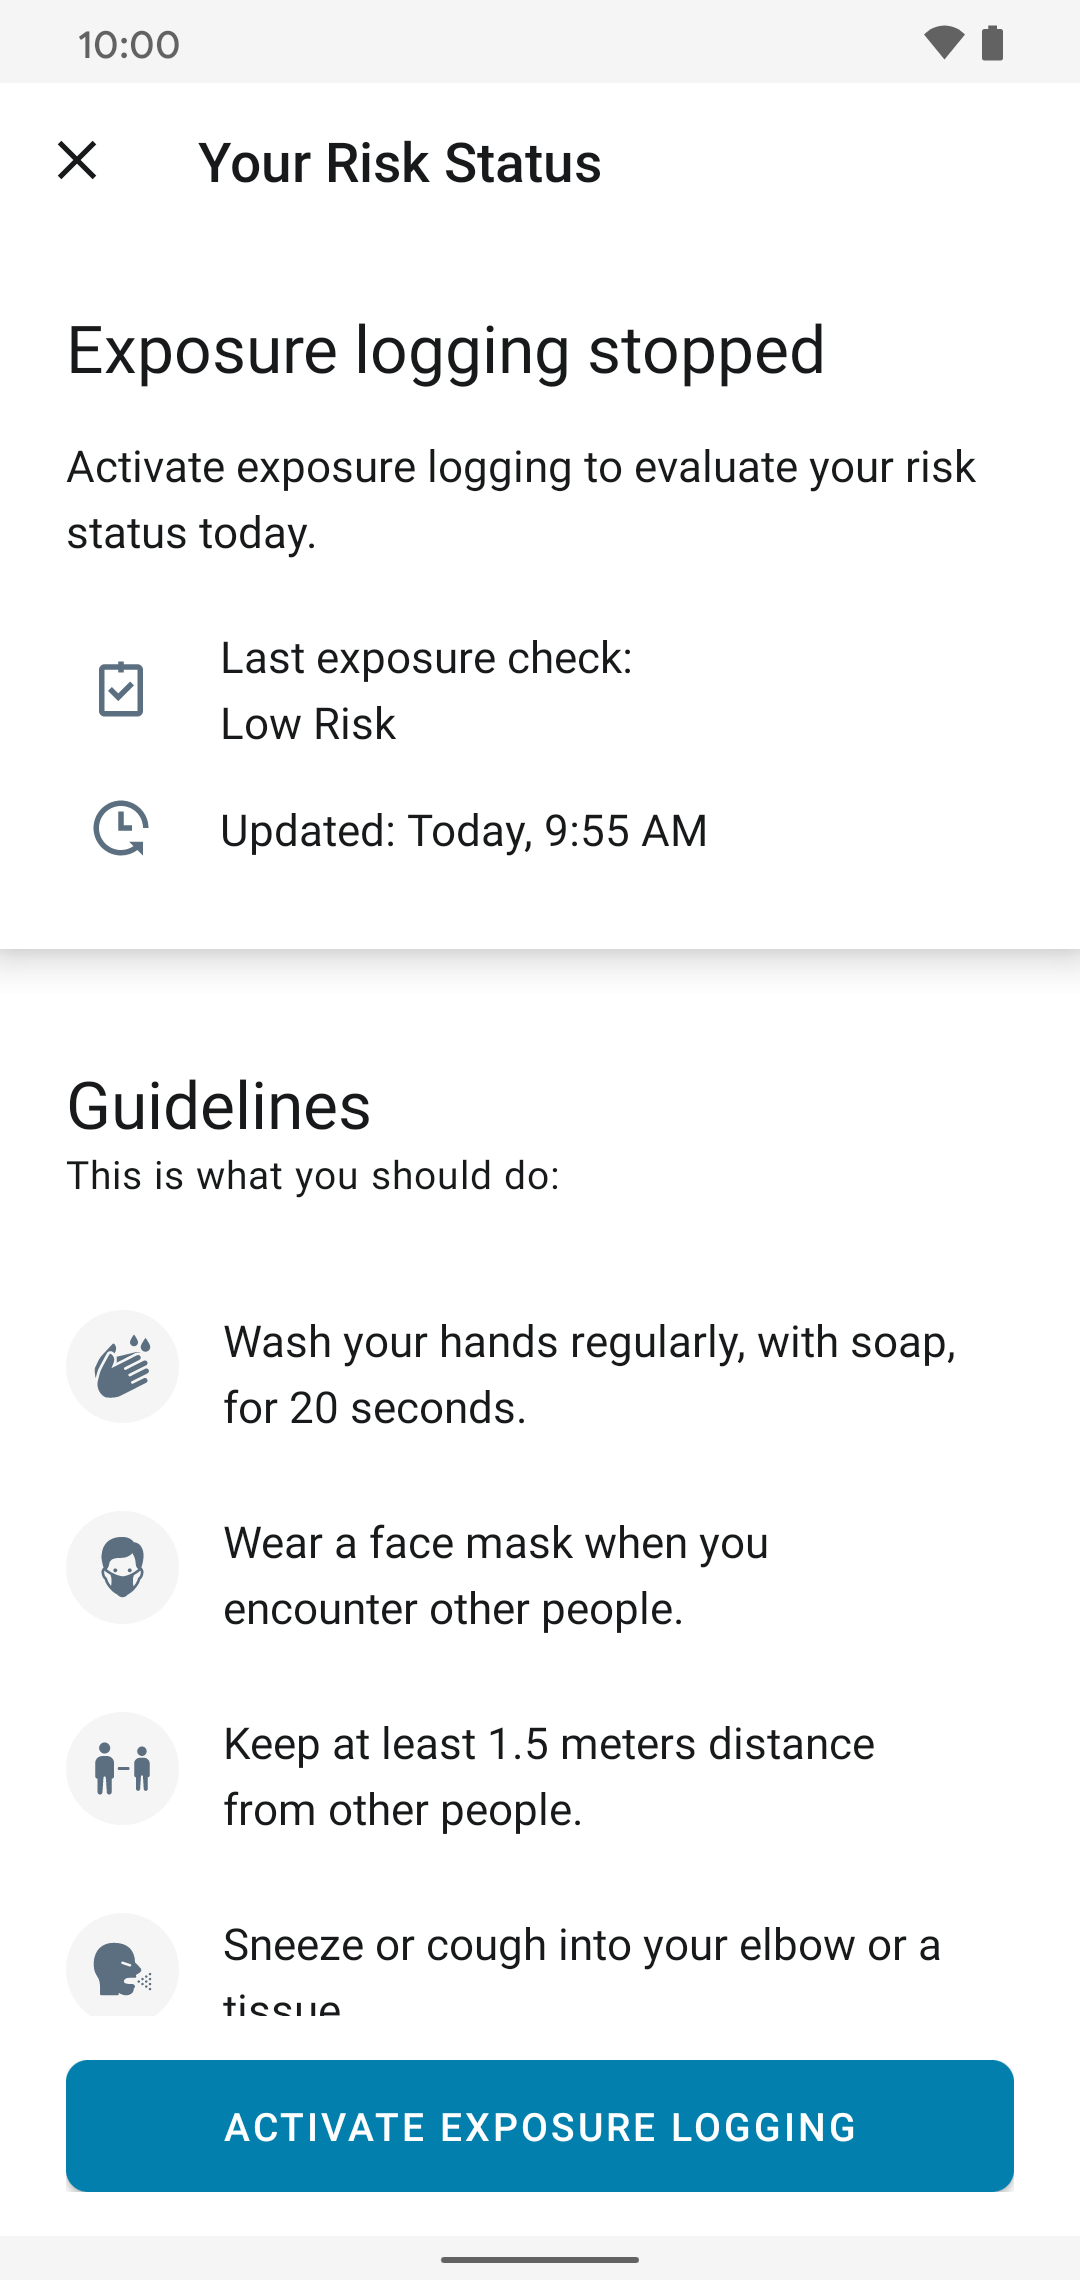 10:00
Your Risk Status
Exposure logging stopped
Activate exposure logging to evaluate your risk
status today.
Last exposure check:
Low Risk
Updated: Today, 9:55 AM
Guidelines
This is what you should do:
Wash your hands regularly, with soap,
for 20 seconds.
Wear a face mask when you
encounter other people.
Keep at least 1.5 meters distance
from other people.
Sneeze or cough into your elbow or a
tissue
ACTIVATE EXPOSURE LOGGING